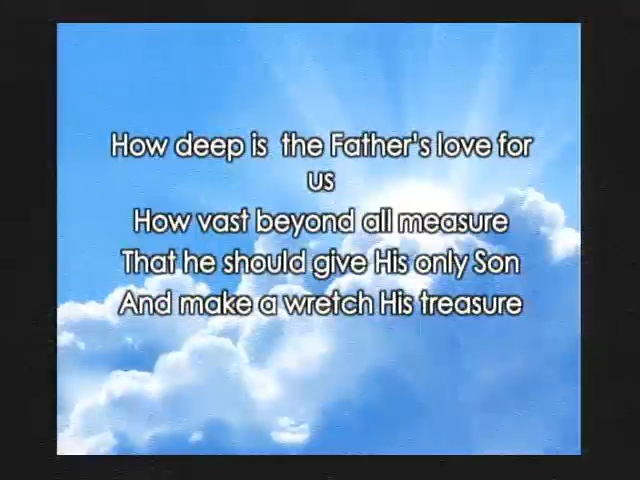 How deep is the Father's love for
us
How vast beyond all measure
That he should give His only Son
And make a wretch His treasure